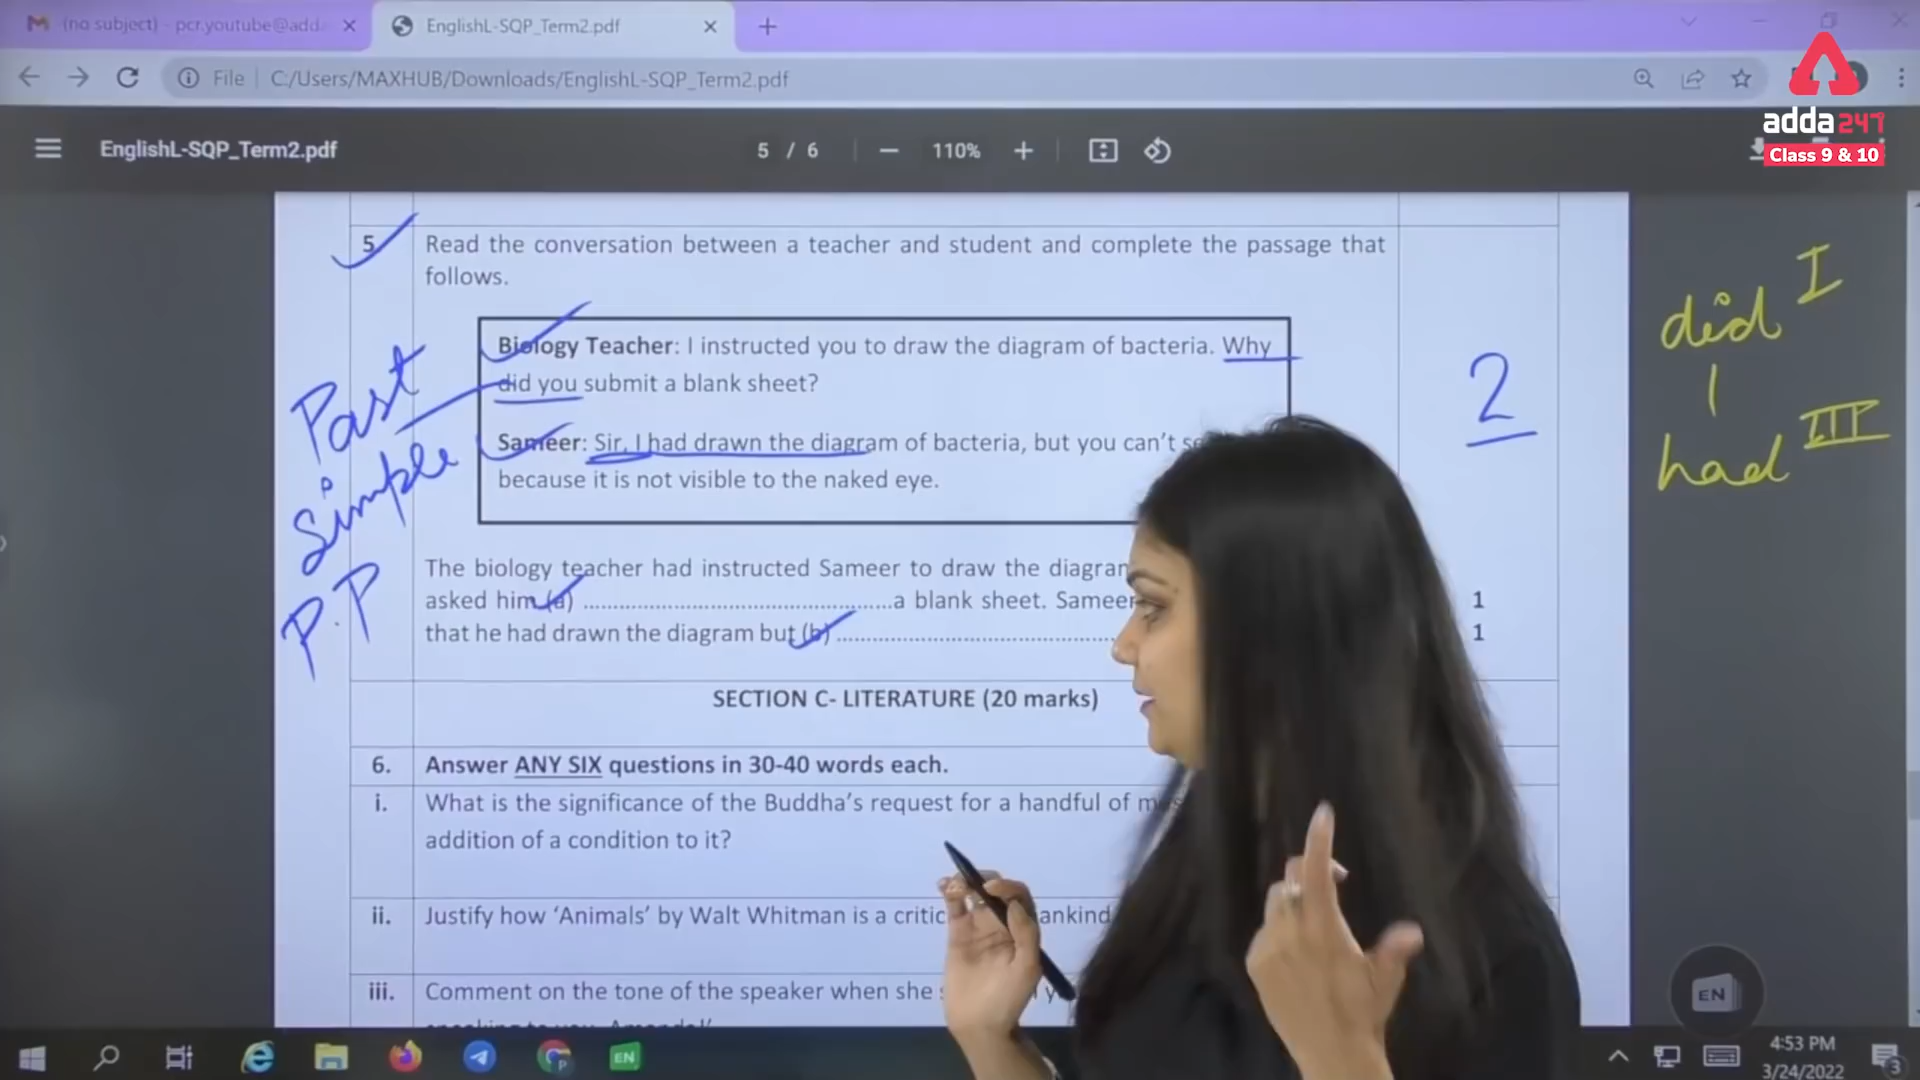 (no subject) - pcr.youtube@add
EnglishL-SQP_Term2.pdf
File
C:/Users/MAXHUB/Downloads/EnglishL-SQP_Term2.pdf
adda 247
Class 9 & 10
EnglishL-SQP_Term2.pdf
5 / 6
110%
5
Read the conversation between a teacher and student and complete the passage that
follows.
Biology Teacher: I instructed you to draw the diagram of bacteria. Why
did you submit a blank sheet?
Sameer: Sir, I had drawn the diagram of bacteria, but you can't
because it is not visible to the naked eye.
Past
simple
P.P
2
did I
had III
The biology teacher had instructed Sameer to draw the
asked him (a) ............................................a blank sheet. Sameer
that he had drawn the diagram but (b) ........................................
1
1
SECTION C- LITERATURE (20 marks)
6. Answer ANY SIX questions in 30-40 words each.
i. What is the significance of the Buddha's request for a handful of
addition of a condition to it?
ii. Justify how 'Animals' by Walt Whitman is a
iii. Comment on the tone of the speaker when she
EN
EN
4:53 PM
3/24/2022
3